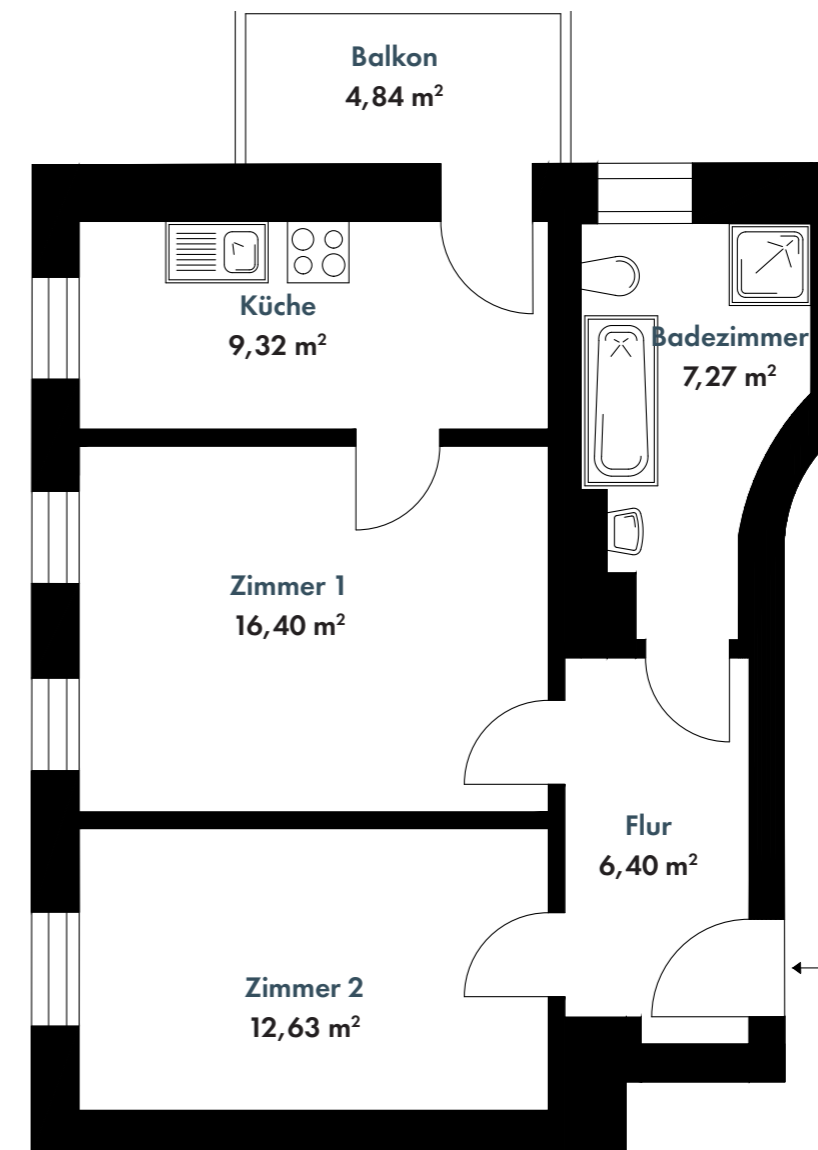 Balkon
4,84 m²
Küche
9,32 m²
Badezimmer
7,27 m²
Zimmer 1
16,40 m²
Flur
6,40 m²
Zimmer 2
12,63 m²